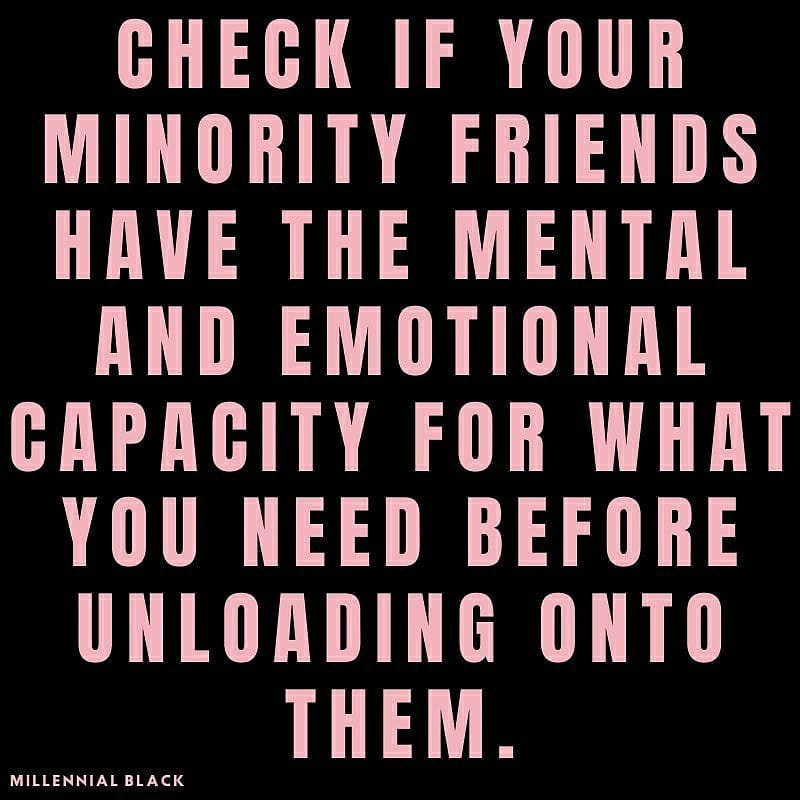 CHECK IF YOUR
MINORITY FRIENDS
HAVE THE MENTAL
AND EMOTIONAL
CAPACITY FOR WHAT
YOU NEED BEFORE
UNLOADING ONTO
THEM.
MILLENNIAL BLACK